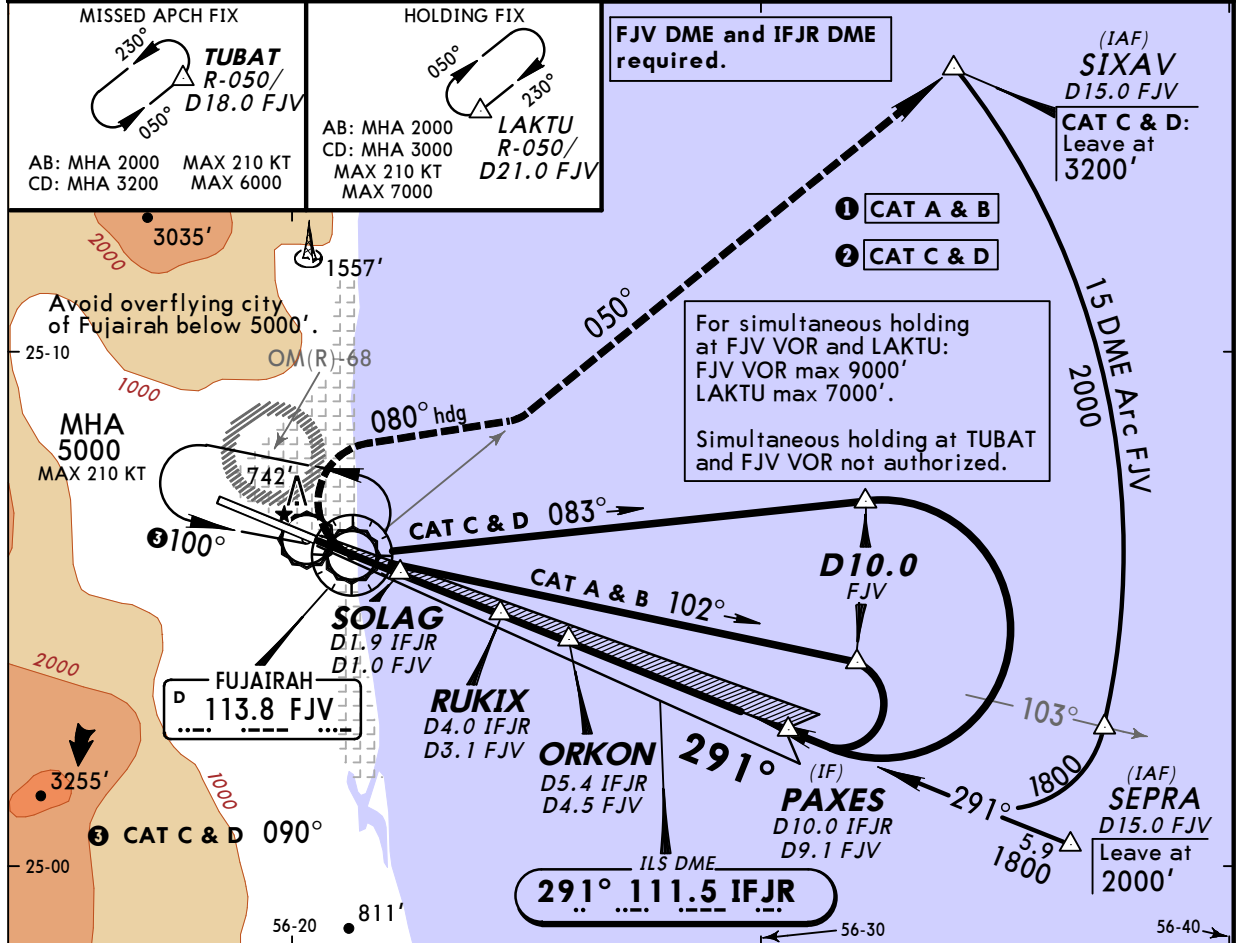 MISSED APCH FIX
230°
TUBAT
R-050/
D18.0 FJV
050°
AB: MHA 2000 MAX 210 KT
CD: MHA 3200 MAX 6000
HOLDING FIX
050°
230°
LAKTU
R-050/
D21.0 FJV
AB: MHA 2000
CD: MHA 3000
MAX 210 KT
MAX 7000
FJV DME and IFJR DME
required.
(IAF)
SIXAV
D15.0 FJV
CAT C & D:
Leave at
3200'
1 CAT A & B
2 CAT C & D
3035'
2000
1557'
Avoid overflying city
of Fujairah below 5000'.
25-10
OM(R)-68
1000
050°
15 DME Arc FJV
2000
For simultaneous holding
at FJV VOR and LAKTU:
FJV VOR max 9000'
LAKTU max 7000'.
Simultaneous holding at TUBAT
and FJV VOR not authorized.
MHA
5000
MAX 210 KT
080° hdg
742'
3 100°
CAT C & D 083°
CAT A & B 102°
D10.0
FJV
SOLAG
D1.9 IFJR
D1.0 FJV
2000
FUJAIRAH
D 113.8 FJV
RUKIX
D4.0 IFJR
D3.1 FJV
ORKON
D5.4 IFJR
D4.5 FJV
291°
(IF)
PAXES
D10.0 IFJR
D9.1 FJV
103°
1800
291°
5.9
1800
(IAF)
SEPRA
D15.0 FJV
Leave at
2000'
3255'
1000
3 CAT C & D 090°
25-00
ILS DME
291° 111.5 IFJR
811'
56-20
56-30
56-40